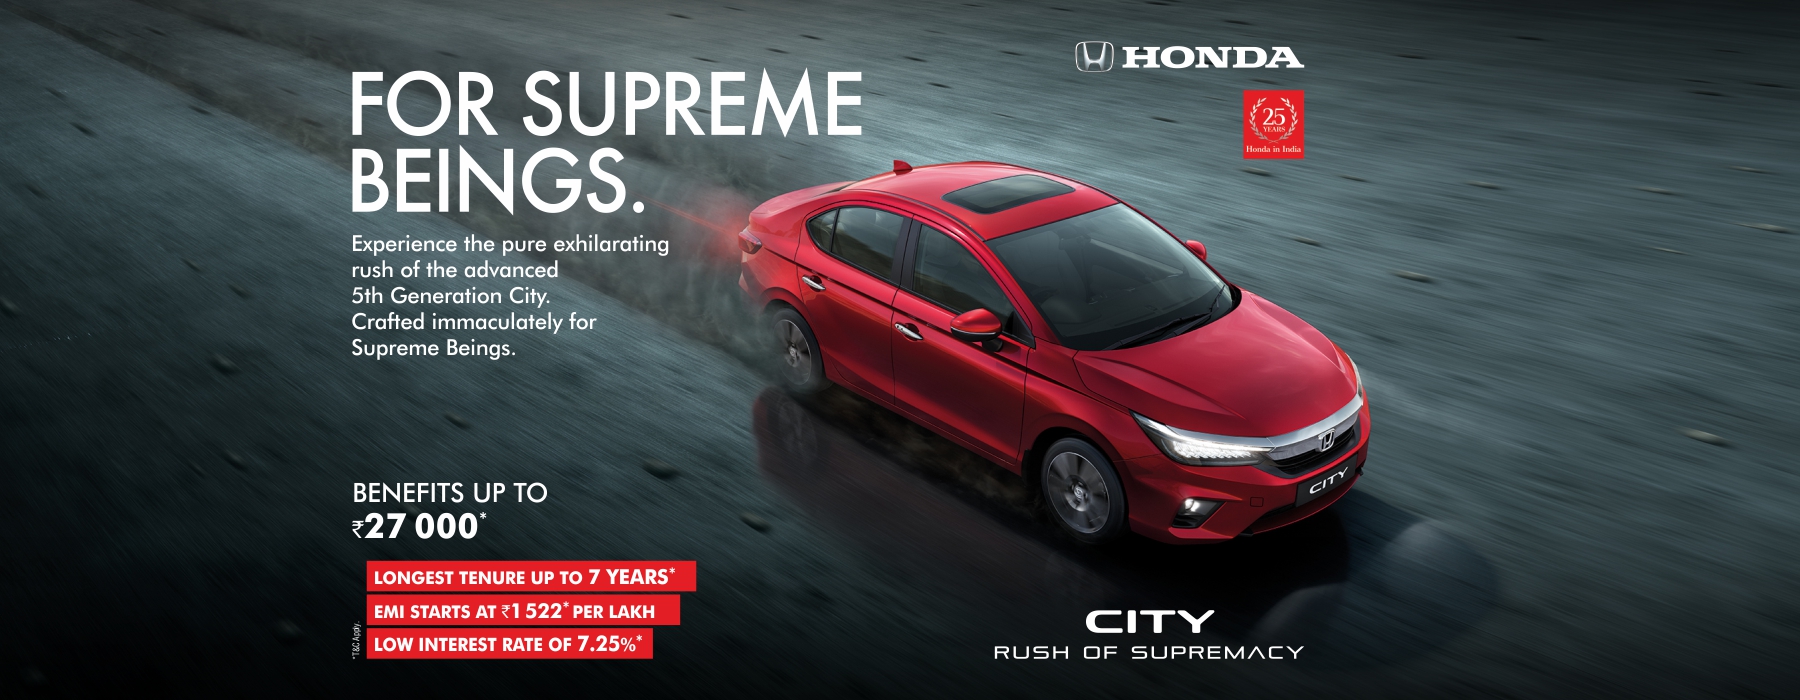 HONDA
25
YEARS
Honda in India
FOR SUPREME
BEINGS.
Experience the pure exhilarating
rush of the advanced
5th Generation City.
Crafted immaculately for
Supreme Beings.
BENEFITS UP TO
₹27 000*
LONGEST TENURE UP TO 7 YEARS*
EMI STARTS AT ₹1 522* PER LAKH
LOW INTEREST RATE OF 7.25%*
*T&C Apply.
CITY
CITY
RUSH OF SUPREMACY